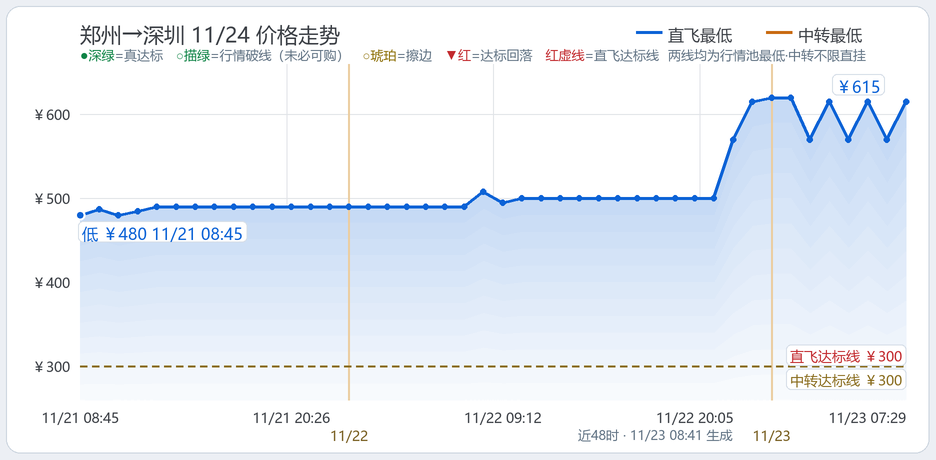 郑州→深圳 11/24 价格走势
直飞最低 中转最低
●深绿=真达标 ○描绿=行情破线（未必可购） ○琥珀=擦边 ▼红=达标回落 红虚线=直飞达标线 两线均为行情池最低·中转不限直挂
¥615
¥600
¥500
低 ¥480 11/21 08:45
¥400
直飞达标线 ¥300
¥300
中转达标线 ¥300
11/21 08:45 11/21 20:26 11/22 09:12 11/22 20:05 11/23 07:29
11/22 近48时 · 11/23 08:41 生成 11/23